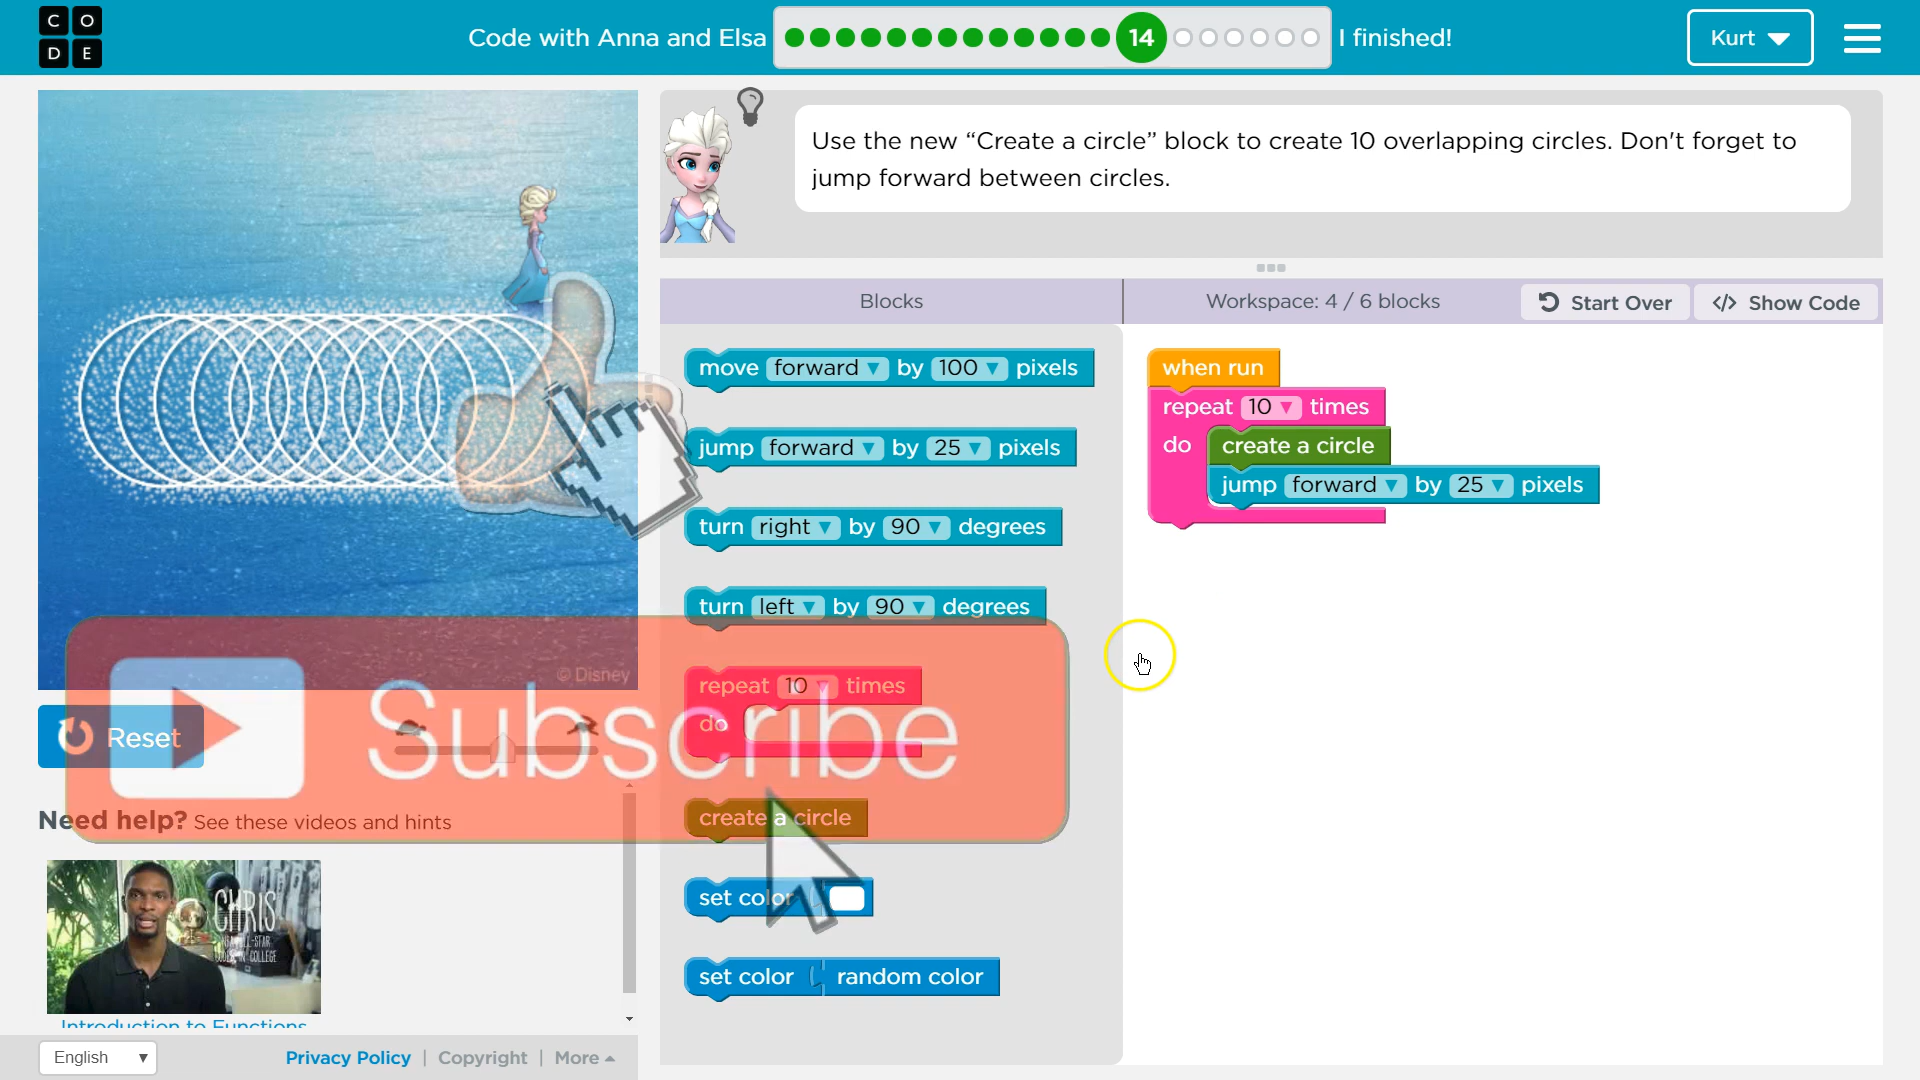 C O
D E
Code with Anna and Elsa
14
I finished!
Kurt
Use the new “Create a circle” block to create 10 overlapping circles. Don't forget to
jump forward between circles.
Blocks
Workspace: 4 / 6 blocks
Start Over
</> Show Code
move forward by 100 pixels
jump forward by 25 pixels
turn right by 90 degrees
turn left by 90 degrees
repeat 10 times
do
create a circle
set color
set color random color
when run
repeat 10 times
do
create a circle
jump forward by 25 pixels
© Disney
Reset
Subscribe
Need help? See these videos and hints
CHRIS
Introduction to Functions
English
Privacy Policy | Copyright | More